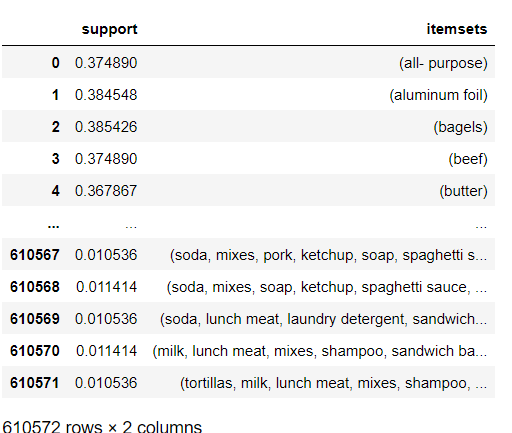 support itemsets
0 0.374890 (all- purpose)
1 0.384548 (aluminum foil)
2 0.385426 (bagels)
3 0.374890 (beef)
4 0.367867 (butter)
... ... ...
610567 0.010536 (soda, mixes, pork, ketchup, soap, spaghetti s...
610568 0.011414 (soda, mixes, soap, ketchup, spaghetti sauce, ...
610569 0.010536 (soda, lunch meat, laundry detergent, sandwich...
610570 0.011414 (milk, lunch meat, mixes, shampoo, sandwich ba...
610571 0.010536 (tortillas, milk, lunch meat, mixes, shampoo, ...
610572 rows × 2 columns